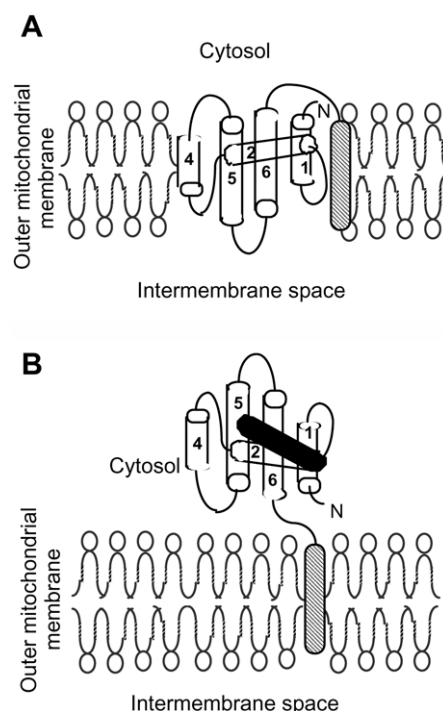 A
Cytosol
N
4
2
5
6
1
Outer mitochondrial
membrane
Intermembrane space
B
5
1
4
2
Cytosol
6
N
Outer mitochondrial
membrane
Intermembrane space